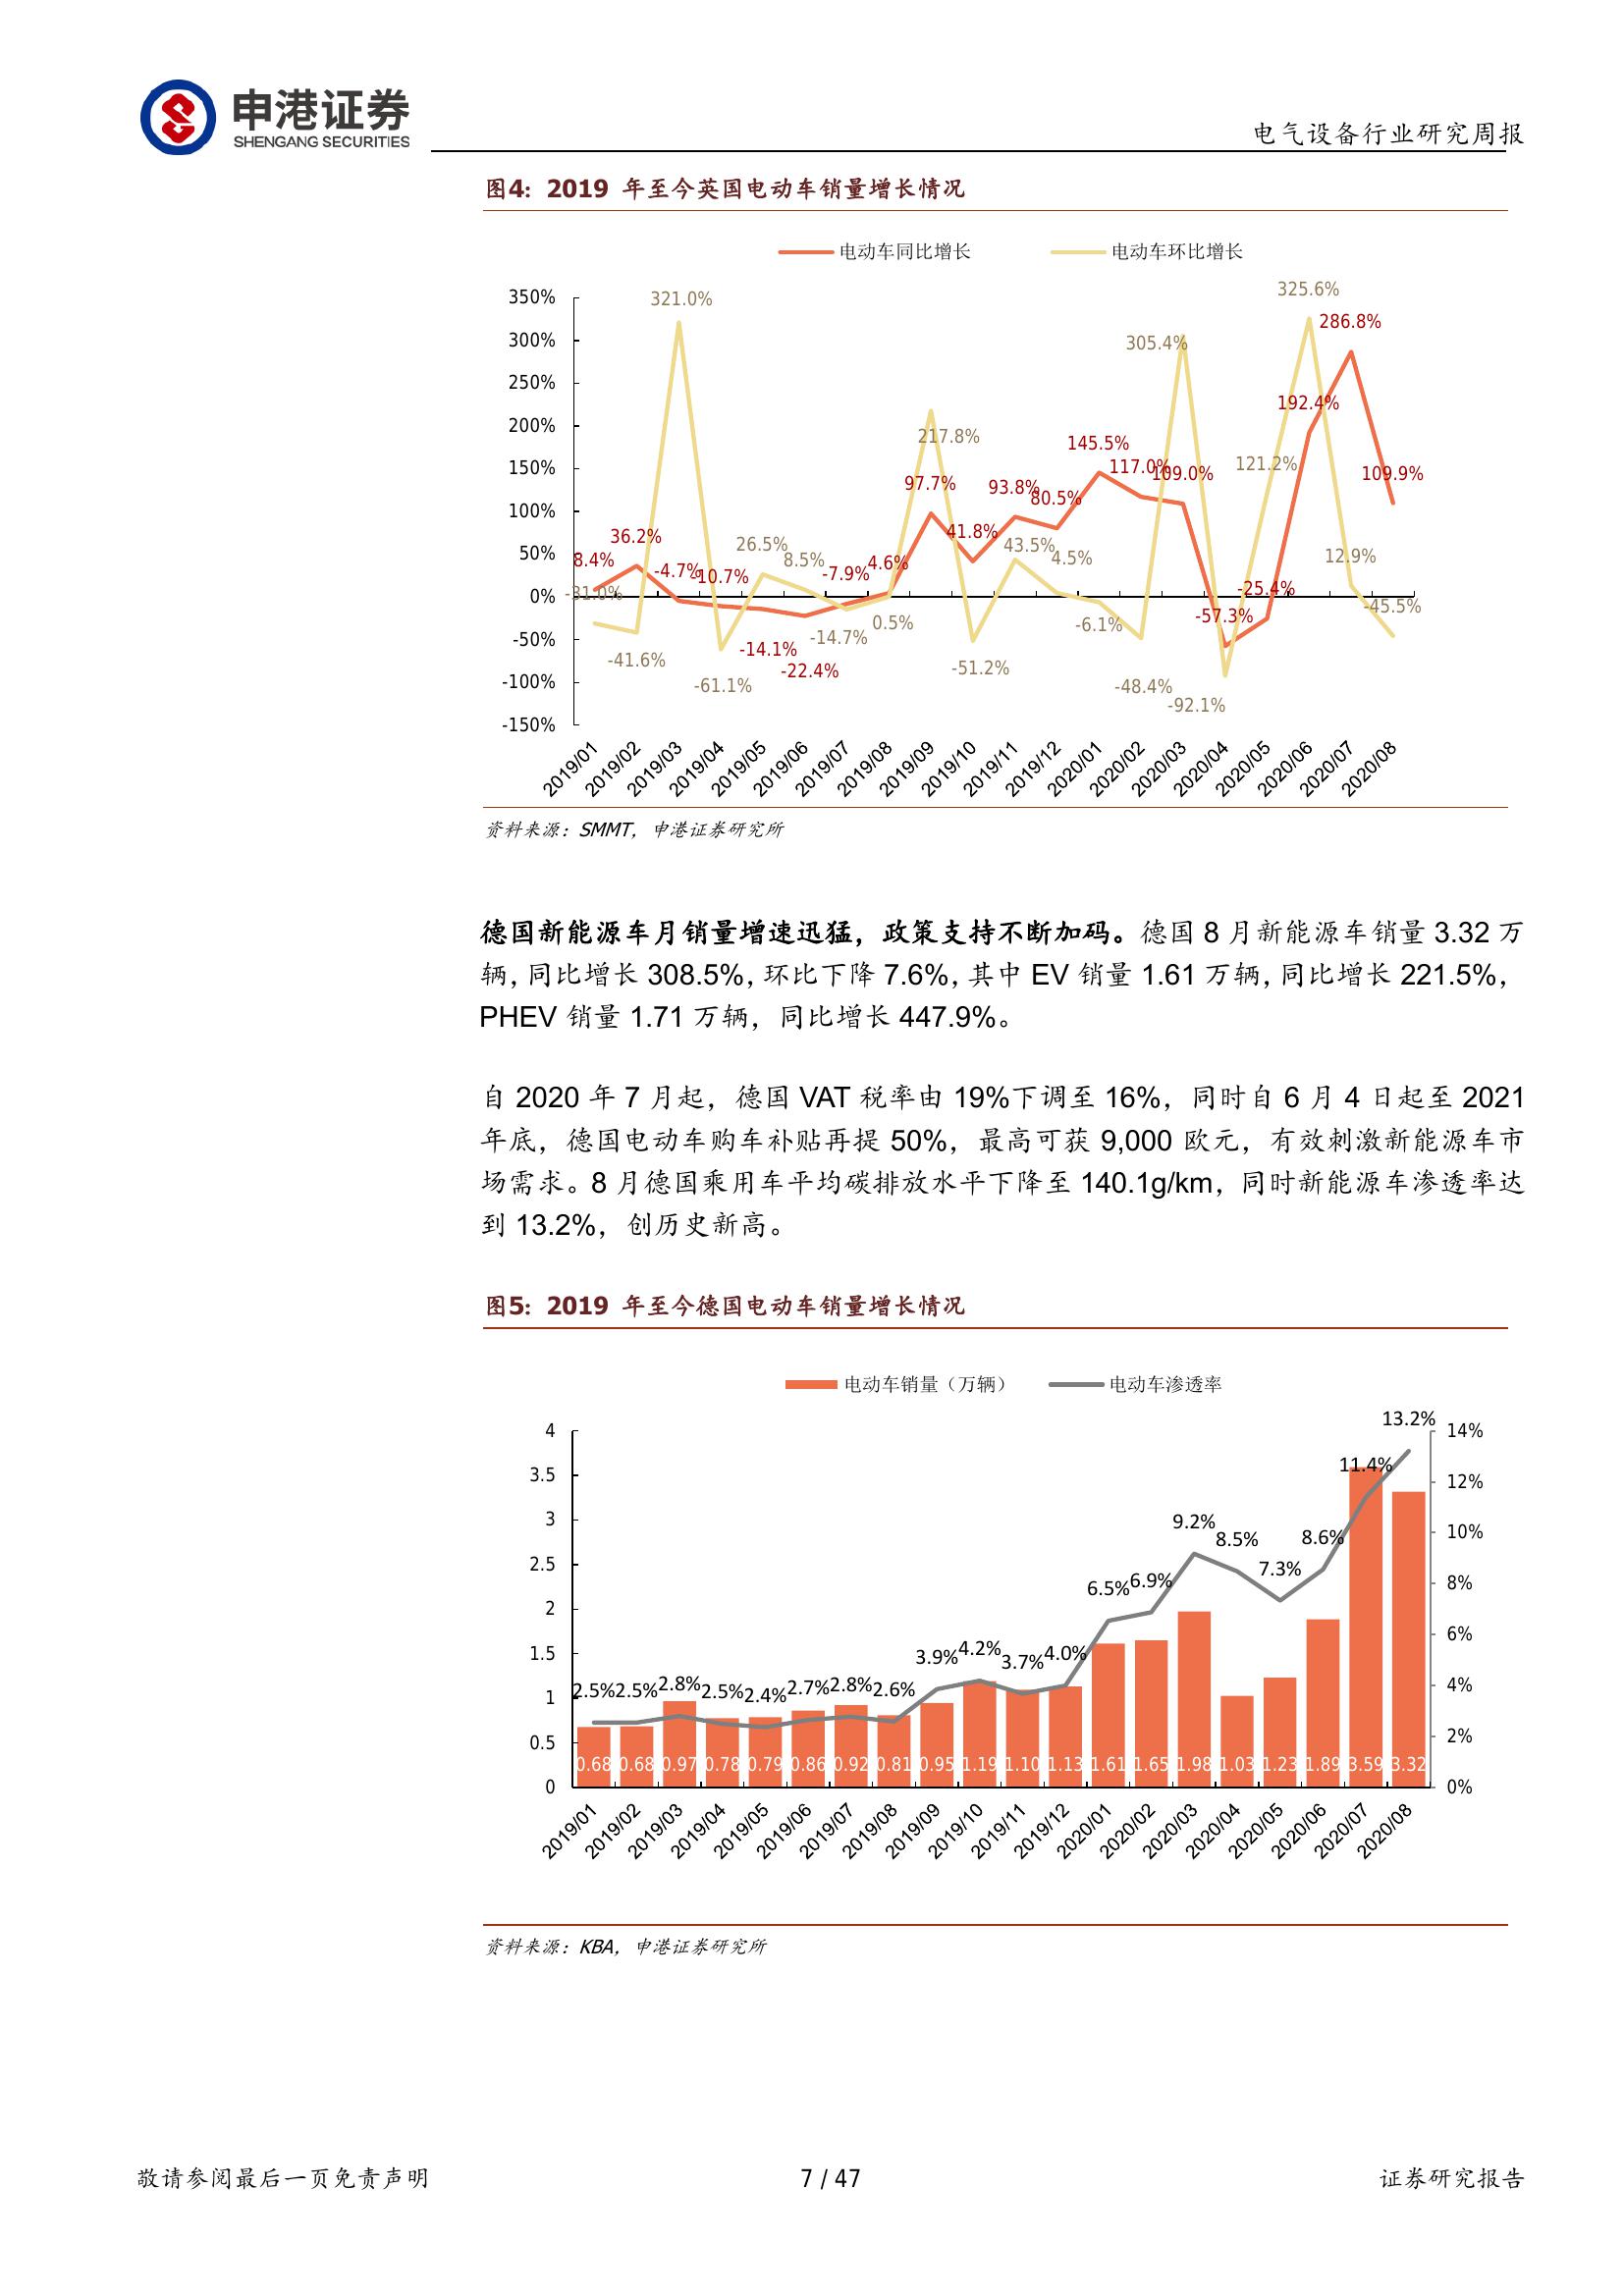 申港证券
SHENGANG SECURITIES
电气设备行业研究周报
图4：2019 年至今英国电动车销量增长情况
电动车同比增长 电动车环比增长
350%
300%
250%
200%
150%
100%
50%
0%
-50%
-100%
-150%
8.4% 36.2% -4.7% -10.7% -14.1% -22.4% -7.9% 4.6% 97.7% 41.8% 93.8% 80.5% 145.5% 117.0% 109.0% -57.3% -25.4% 192.4% 286.8% 109.9%
-31.0% -41.6% 321.0% -61.1% 26.5% 8.5% -14.7% 0.5% 217.8% -51.2% 43.5% 4.5% -6.1% -48.4% 305.4% -92.1% 121.2% 325.6% 12.9% -45.5%
2019/01 2019/02 2019/03 2019/04 2019/05 2019/06 2019/07 2019/08 2019/09 2019/10 2019/11 2019/12 2020/01 2020/02 2020/03 2020/04 2020/05 2020/06 2020/07 2020/08
资料来源：SMMT，申港证券研究所
德国新能源车月销量增速迅猛，政策支持不断加码。德国 8 月新能源车销量 3.32 万
辆，同比增长 308.5%，环比下降 7.6%，其中 EV 销量 1.61 万辆，同比增长 221.5%，
PHEV 销量 1.71 万辆，同比增长 447.9%。
自 2020 年 7 月起，德国 VAT 税率由 19%下调至 16%，同时自 6 月 4 日起至 2021
年底，德国电动车购车补贴再提 50%，最高可获 9,000 欧元，有效刺激新能源车市
场需求。8 月德国乘用车平均碳排放水平下降至 140.1g/km，同时新能源车渗透率达
到 13.2%，创历史新高。
图5：2019 年至今德国电动车销量增长情况
电动车销量（万辆） 电动车渗透率
4
3.5
3
2.5
2
1.5
1
0.5
0
14%
12%
10%
8%
6%
4%
2%
0%
2.5% 2.5% 2.8% 2.5% 2.4% 2.7% 2.8% 2.6% 3.9% 4.2% 3.7% 4.0% 6.5% 6.9% 9.2% 8.5% 7.3% 8.6% 11.4% 13.2%
0.68 0.68 0.97 0.78 0.79 0.86 0.92 0.81 0.95 1.19 1.10 1.13 1.61 1.65 1.98 1.03 1.23 1.89 3.59 3.32
2019/01 2019/02 2019/03 2019/04 2019/05 2019/06 2019/07 2019/08 2019/09 2019/10 2019/11 2019/12 2020/01 2020/02 2020/03 2020/04 2020/05 2020/06 2020/07 2020/08
资料来源：KBA，申港证券研究所
敬请参阅最后一页免责声明
7 / 47
证券研究报告